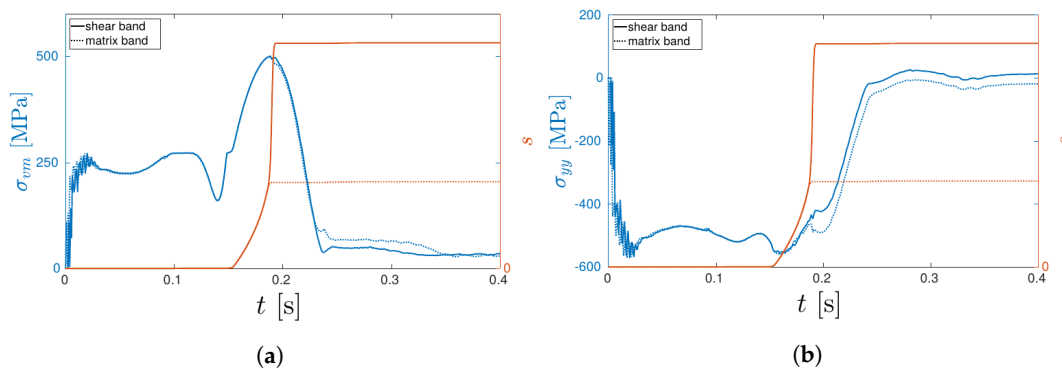 shear band
matrix band
500
250
0
σvm [MPa]
s
0
0 0.1 0.2 0.3 0.4
t [s]
(a)
shear band
matrix band
200
0
-200
-400
-600
σyy [MPa]
0
0 0.1 0.2 0.3 0.4
t [s]
(b)